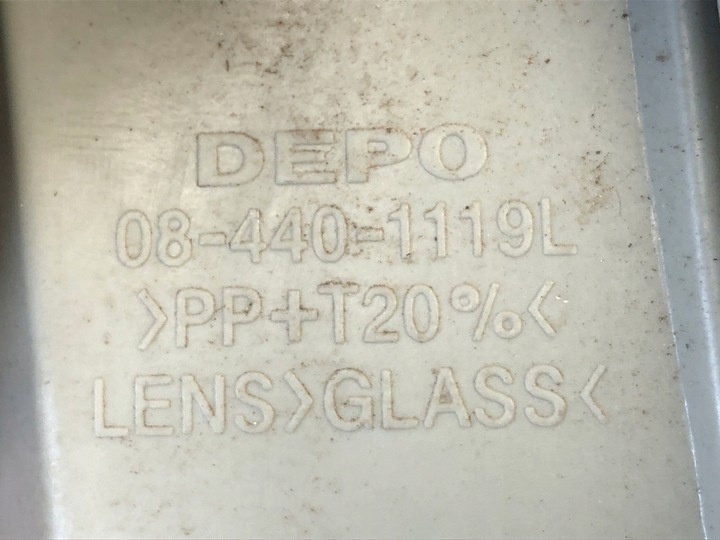 DEPO
08-440-1119L
>PP+T20%<
LENS>GLASS<